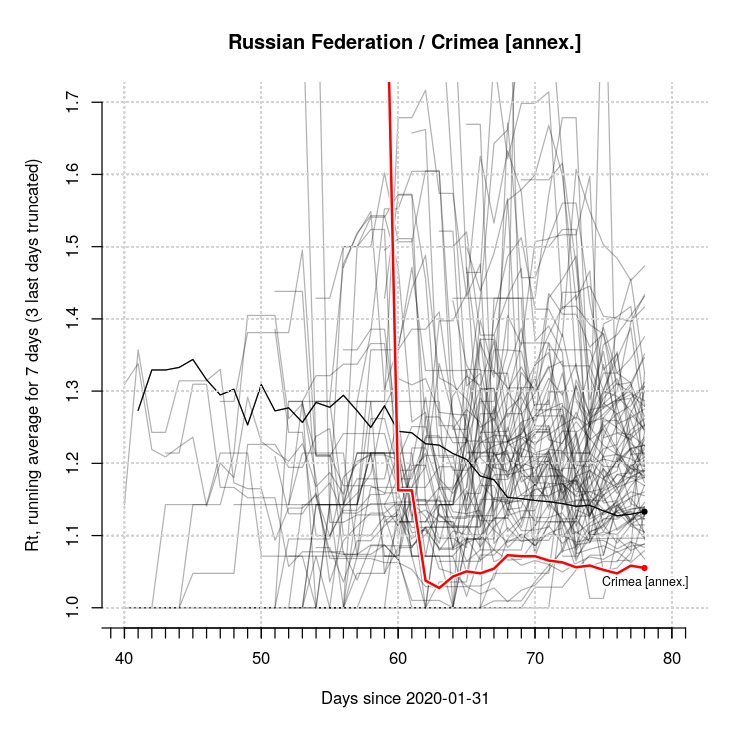 Russian Federation / Crimea [annex.]
Rt, running average for 7 days (3 last days truncated)
1.7
1.6
1.5
1.4
1.3
1.2
1.1
1.0
Crimea [annex.]
40 50 60 70 80
Days since 2020-01-31